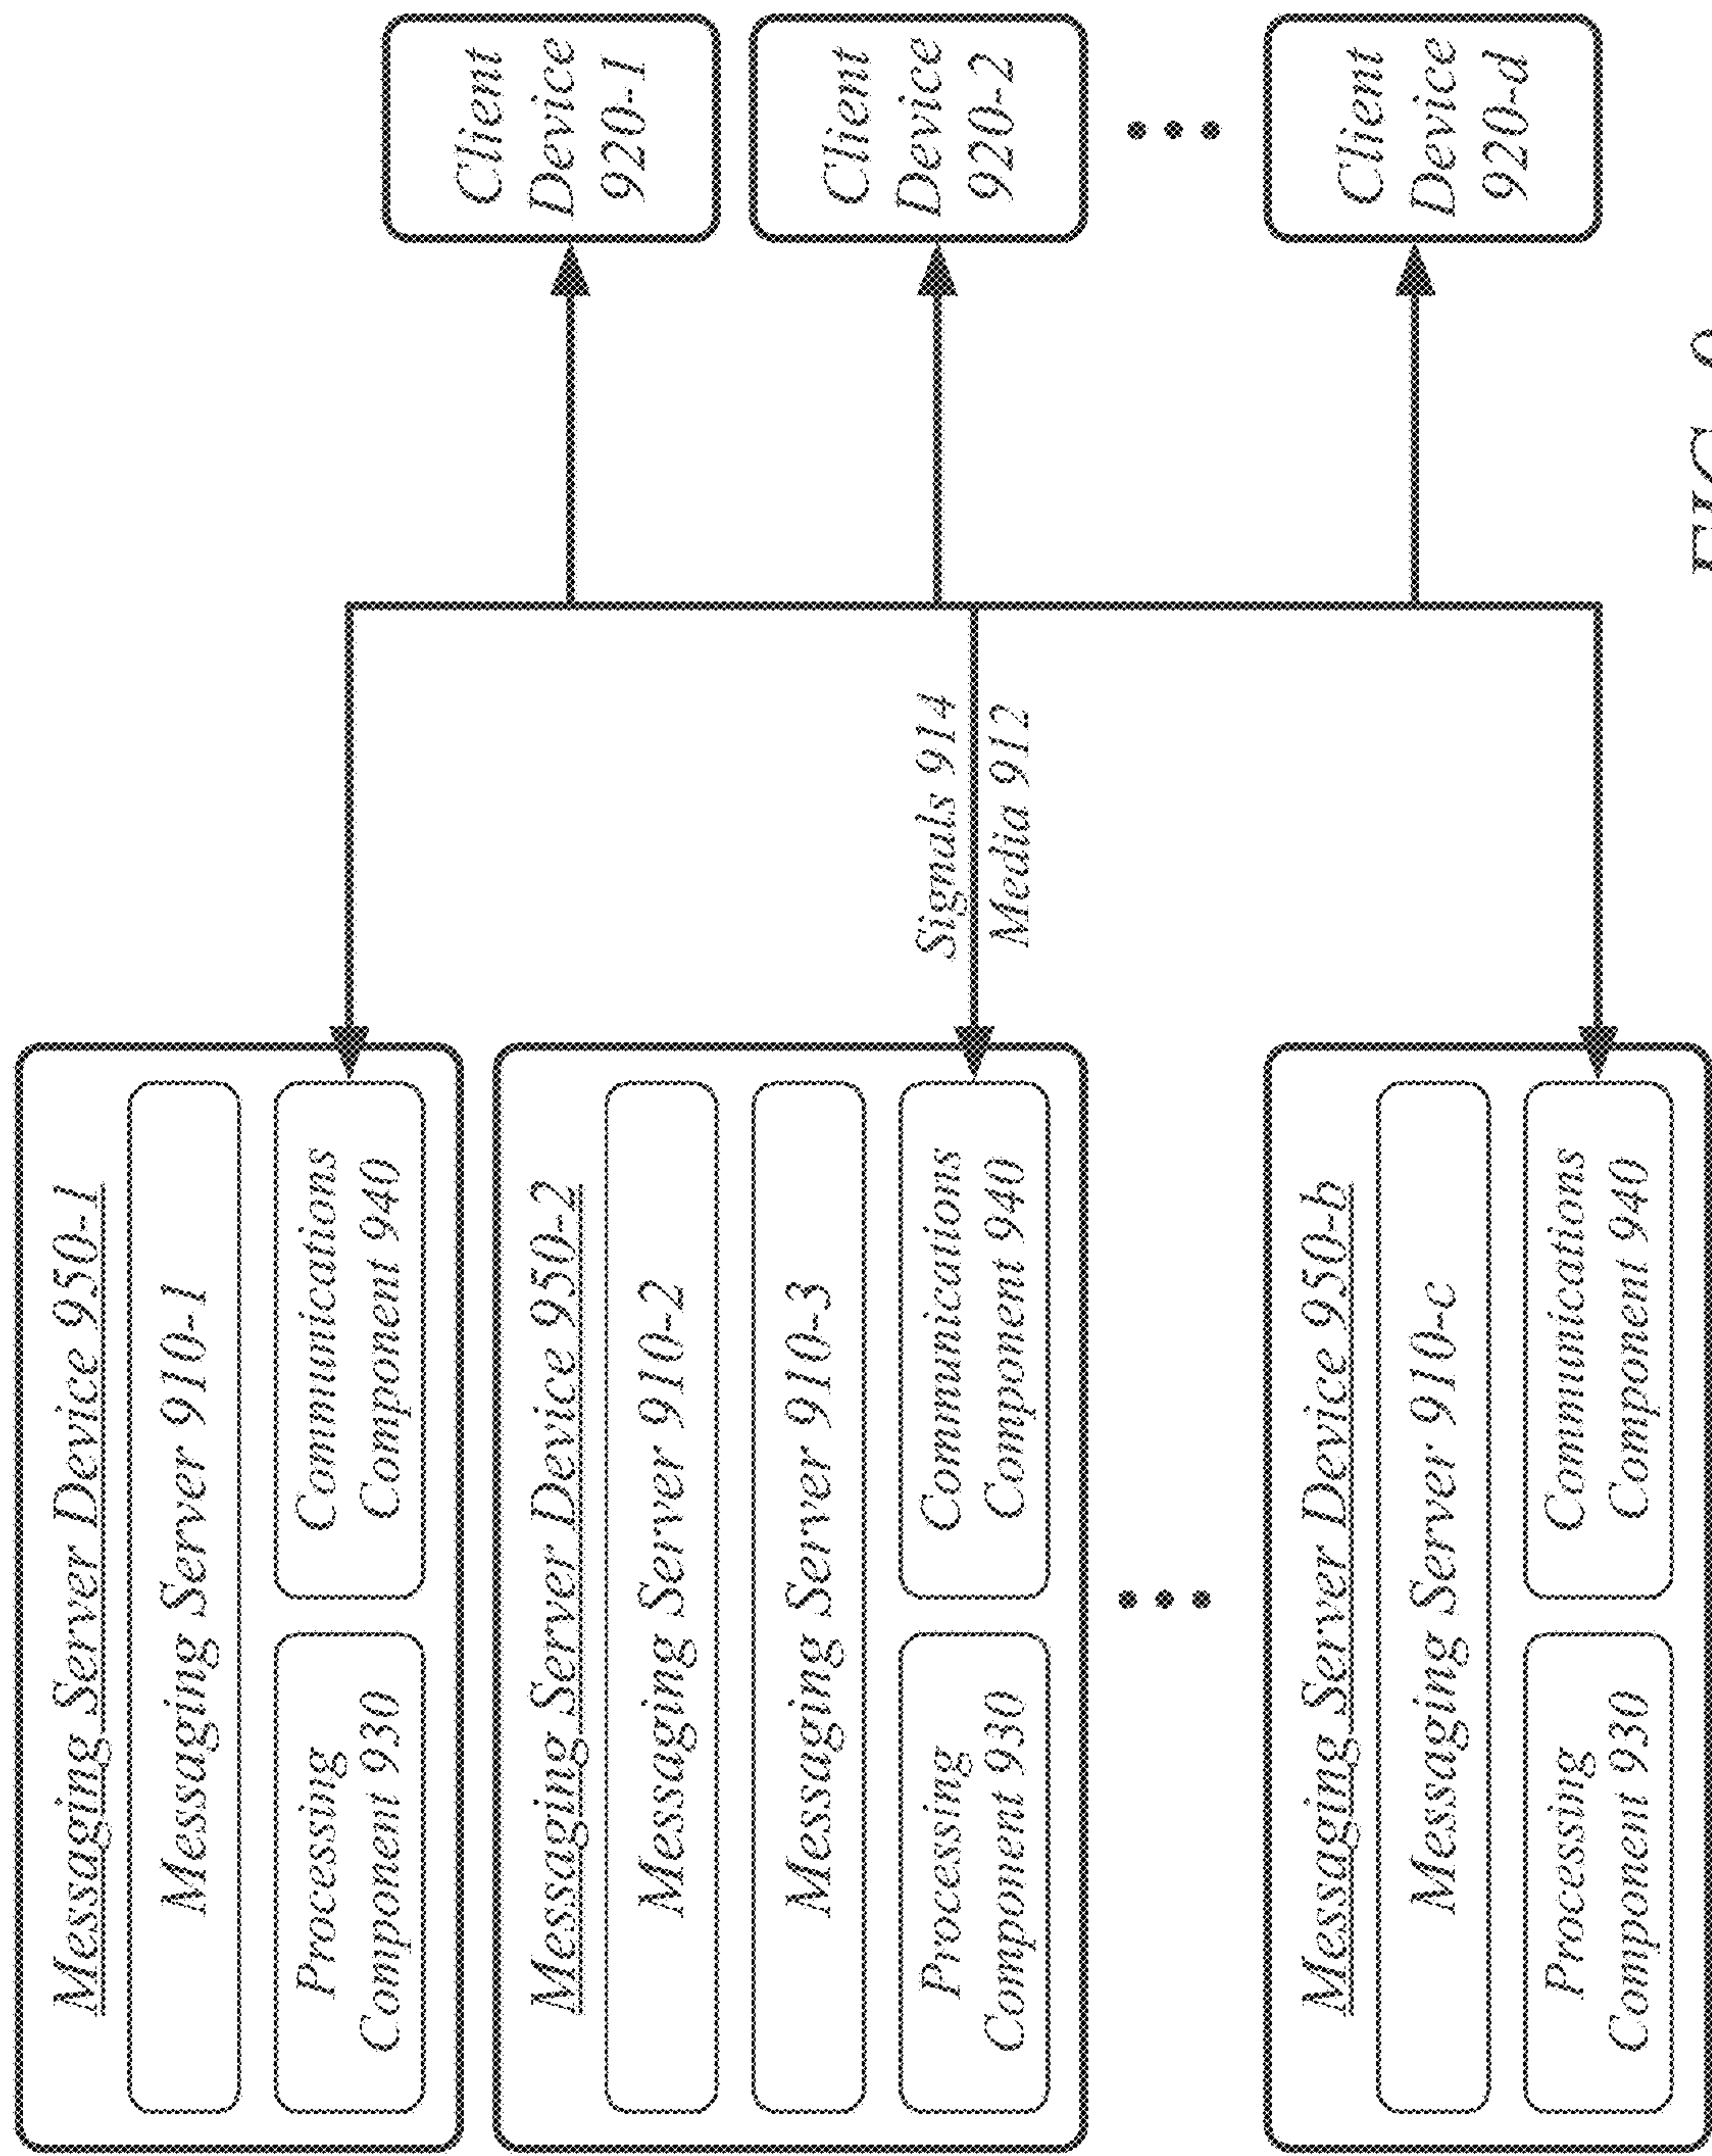 Messaging Server Device 950-1
Messaging Server 910-1
Processing
Component 930
Communications
Component 940
Messaging Server Device 950-2
Messaging Server 910-2
Messaging Server 910-3
Processing
Component 930
Communications
Component 940
Messaging Server Device 950-b
Messaging Server 910-c
Processing
Component 930
Communications
Component 940
Signals 914
Media 912
Client
Device
920-1
Client
Device
920-2
Client
Device
920-d